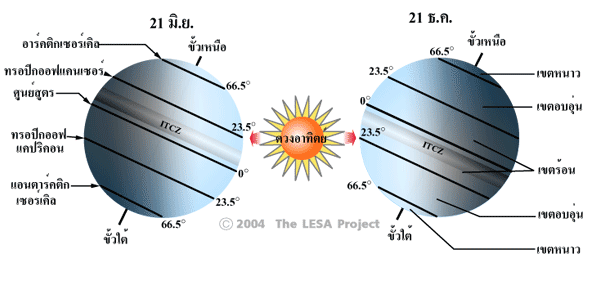 21 มิ.ย.
อาร์คติกเซอร์เคิล
ขั้วเหนือ
ทรอปิกออฟแคนเซอร์
66.5°
ศูนย์สูตร
ITCZ
23.5°
ทรอปิกออฟ
แคปริคอน
0°
แอนตาร์คติก
เซอร์เคิล
23.5°
66.5°
ขั้วใต้
ดวงอาทิตย์
© 2004 The LESA Project
21 ธ.ค.
ขั้วเหนือ
66.5°
23.5°
เขตหนาว
0°
เขตอบอุ่น
23.5°
ITCZ
เขตร้อน
66.5°
เขตอบอุ่น
ขั้วใต้
เขตหนาว